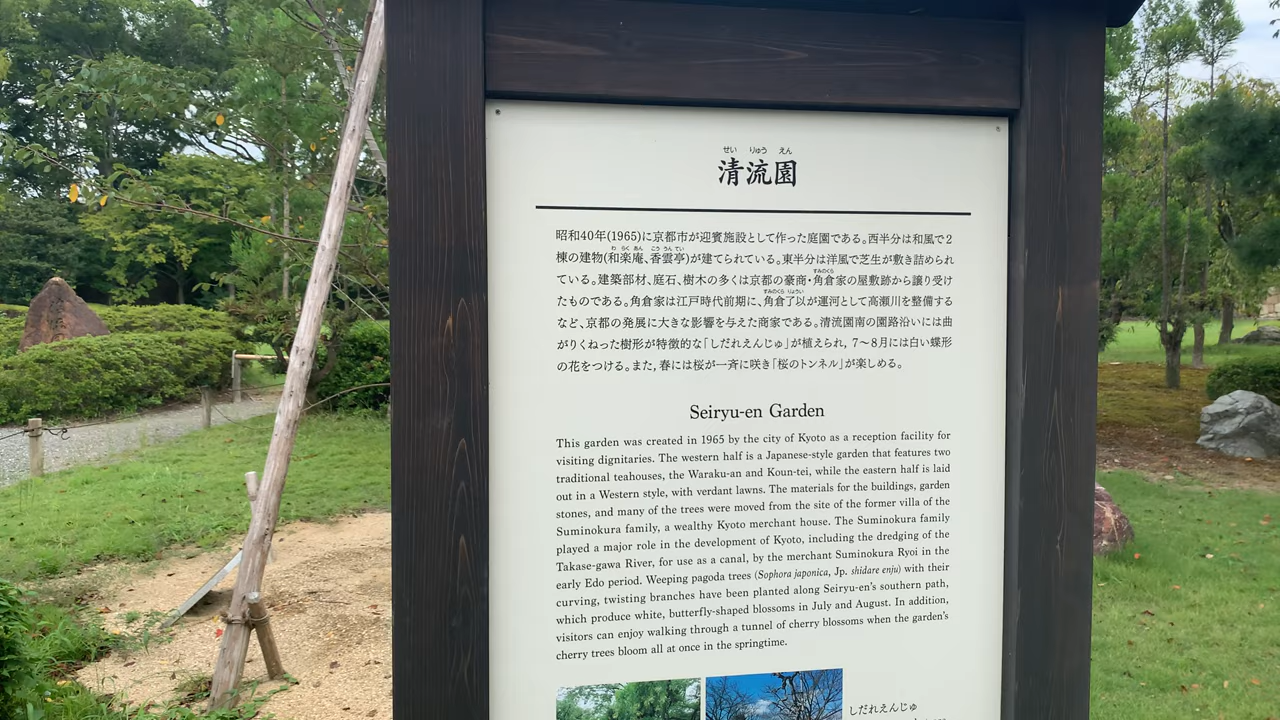 せい りゅう えん
清流園
昭和40年(1965)に京都市が迎賓施設として作った庭園である。西半分は和風で2
わ らく あん こう うん てい
棟の建物(和楽庵、香雲亭)が建てられている。東半分は洋風で芝生が敷き詰められ
すみのくら
ている。建築部材、庭石、樹木の多くは京都の豪商・角倉家の屋敷跡から譲り受け
すみのくら りょうい
たものである。角倉家は江戸時代前期に、角倉了以が運河として高瀬川を整備する
など、京都の発展に大きな影響を与えた商家である。清流園南の園路沿いには曲
がりくねった樹形が特徴的な「しだれえんじゅ」が植えられ, 7〜8月には白い蝶形
の花をつける。また, 春には桜が一斉に咲き「桜のトンネル」が楽しめる。
Seiryu-en Garden
This garden was created in 1965 by the city of Kyoto as a reception facility for
visiting dignitaries. The western half is a Japanese-style garden that features two
traditional teahouses, the Waraku-an and Koun-tei, while the eastern half is laid
out in a Western style, with verdant lawns. The materials for the buildings, garden
stones, and many of the trees were moved from the site of the former villa of the
Suminokura family, a wealthy Kyoto merchant house. The Suminokura family
played a major role in the development of Kyoto, including the dredging of the
Takase-gawa River, for use as a canal, by the merchant Suminokura Ryoi in the
early Edo period. Weeping pagoda trees (Sophora japonica, Jp. shidare enju) with their
curving, twisting branches have been planted along Seiryu-en's southern path,
which produce white, butterfly-shaped blossoms in July and August. In addition,
visitors can enjoy walking through a tunnel of cherry blossoms when the garden's
cherry trees bloom all at once in the springtime.
しだれえんじゅ